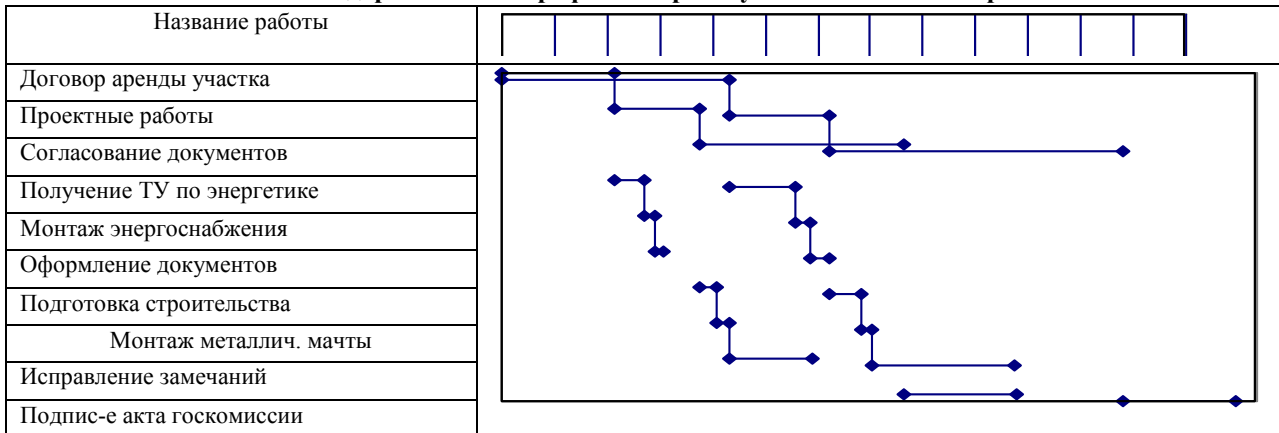 Название работы
Договор аренды участка
Проектные работы
Согласование документов
Получение ТУ по энергетике
Монтаж энергоснабжения
Оформление документов
Подготовка строительства
Монтаж металлич. мачты
Исправление замечаний
Подпис-е акта госкомиссии